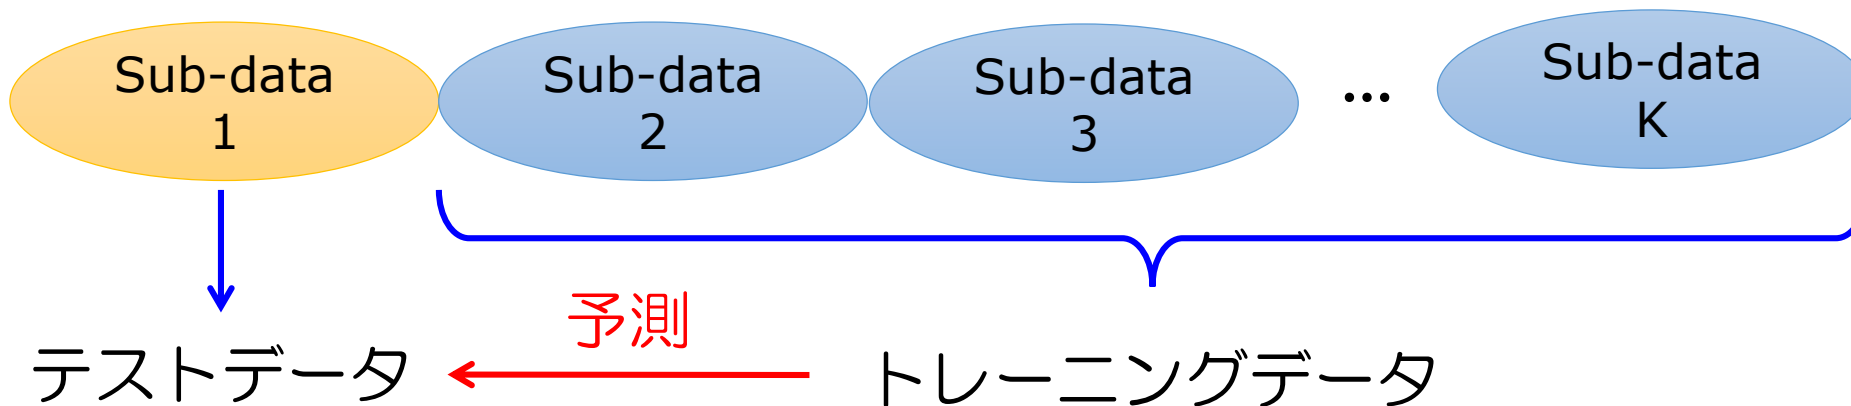 Sub-data
1
Sub-data
2
Sub-data
3
…
Sub-data
K
予測
テストデータ
トレーニングデータ